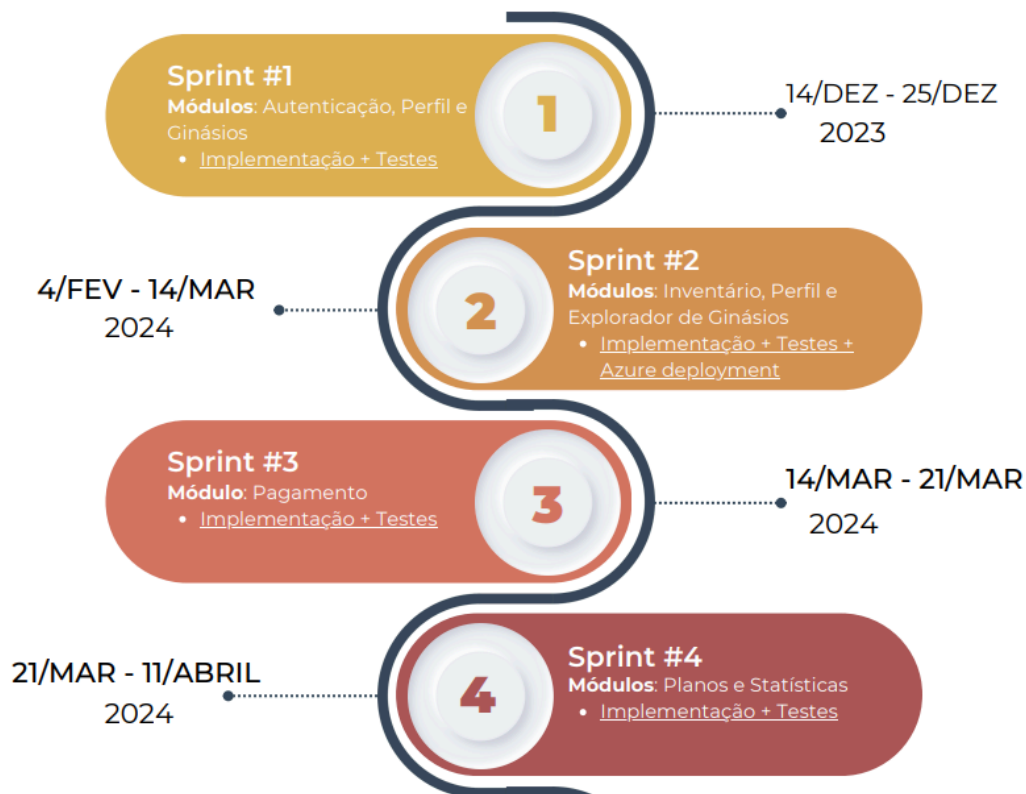 Sprint #1
Módulos: Autenticação, Perfil e
Ginásios
• Implementação + Testes
1
14/DEZ - 25/DEZ
2023
4/FEV - 14/MAR
2024
2
Sprint #2
Módulos: Inventário, Perfil e
Explorador de Ginásios
• Implementação + Testes +
Azure deployment
Sprint #3
Módulo: Pagamento
• Implementação + Testes
3
14/MAR - 21/MAR
2024
21/MAR - 11/ABRIL
2024
4
Sprint #4
Módulos: Planos e Statísticas
• Implementação + Testes